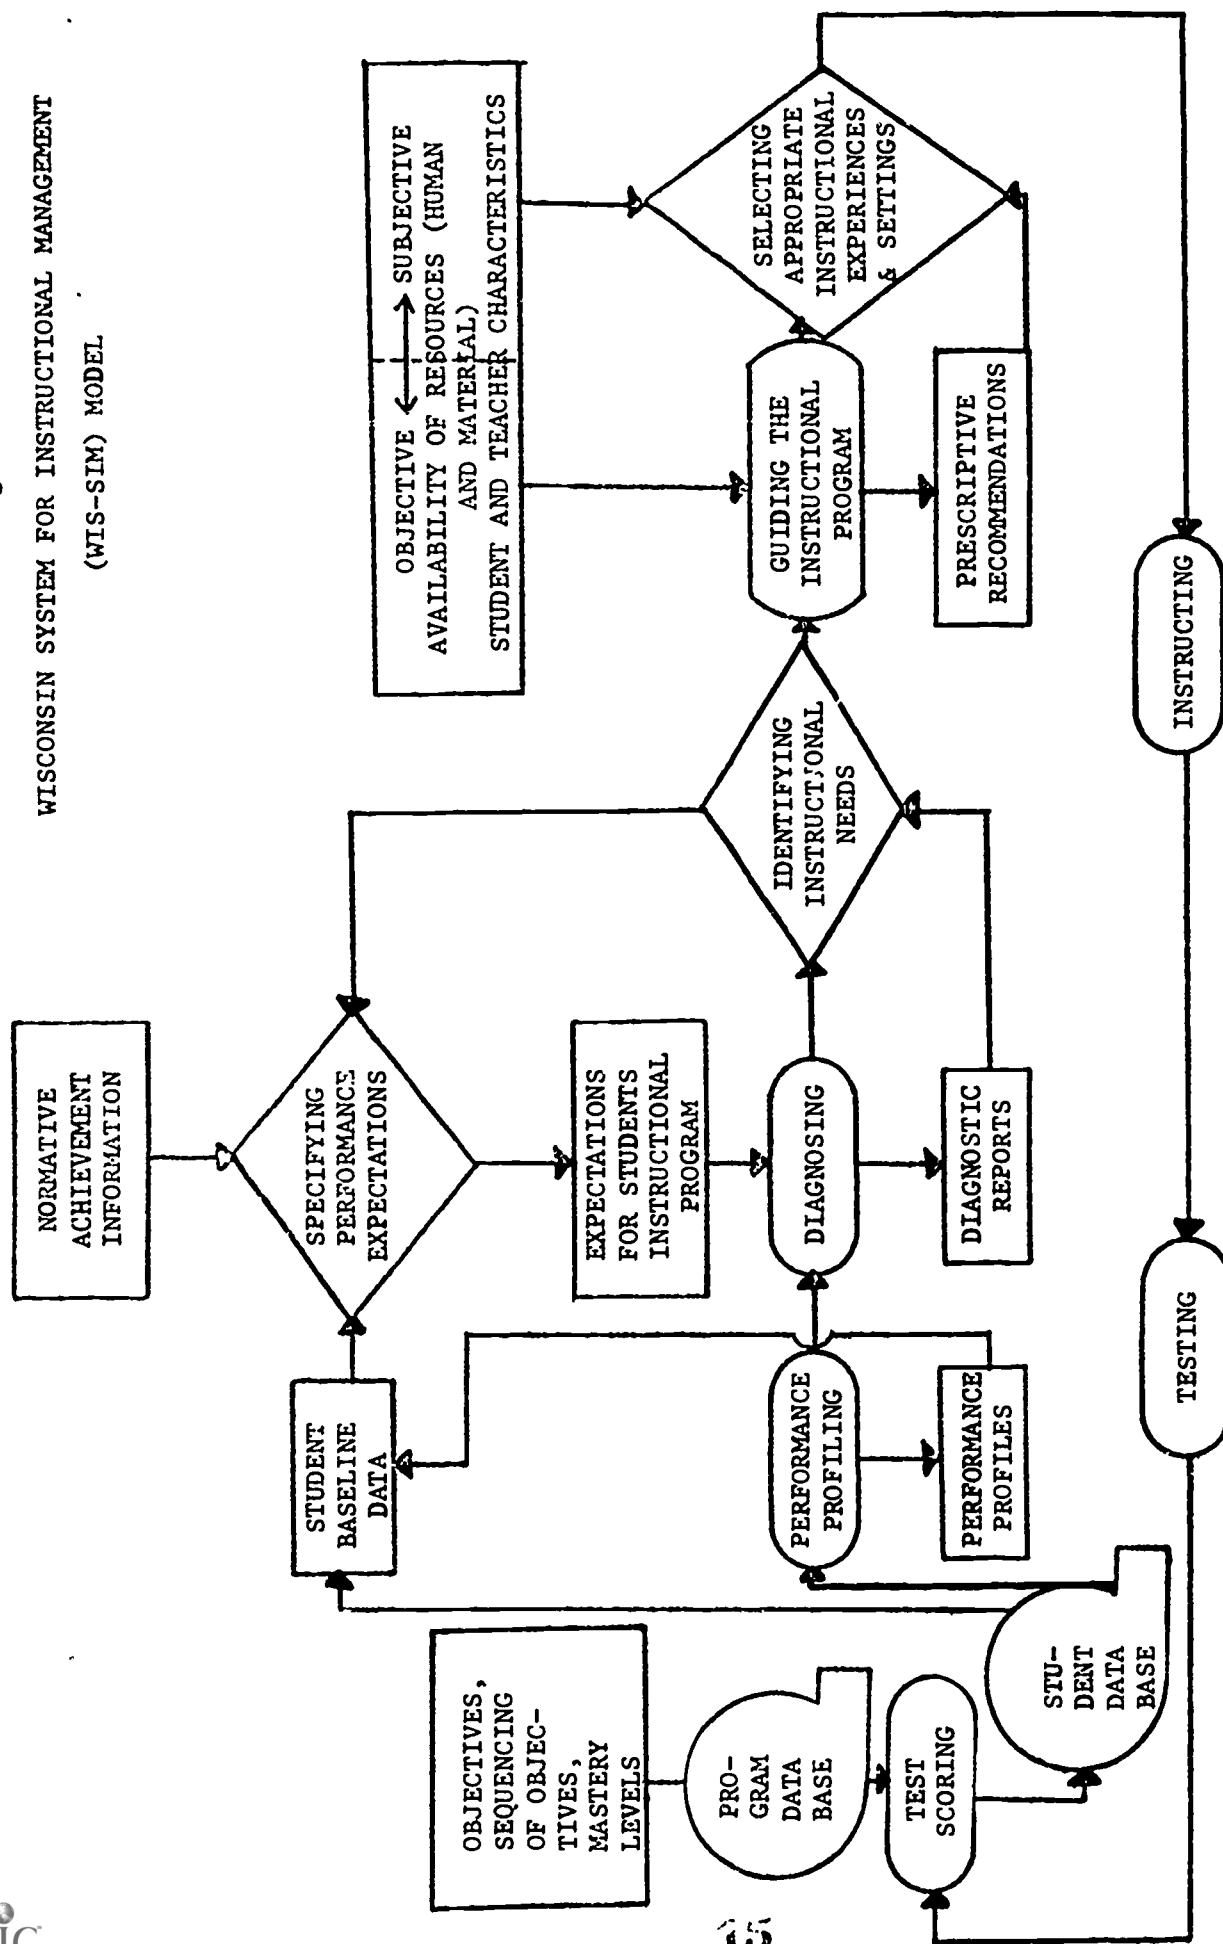 WISCONSIN SYSTEM FOR INSTRUCTIONAL MANAGEMENT
(WIS-SIM) MODEL
NORMATIVE
ACHIEVEMENT
INFORMATION
OBJECTIVE
SUBJECTIVE
AVAILABILITY OF RESOURCES (HUMAN
AND MATERIAL)
STUDENT AND TEACHER CHARACTERISTICS
STUDENT
BASELINE
DATA
SPECIFYING
PERFORMANCE
EXPECTATIONS
OBJECTIVES,
SEQUENCING
OF OBJEC-
TIVES,
MASTERY
LEVELS
EXPECTATIONS
FOR STUDENTS
INSTRUCTIONAL
PROGRAM
PRO-
GRAM
DATA
BASE
PERFORMANCE
PROFILING
DIAGNOSING
IDENTIFYING
INSTRUCTIONAL
NEEDS
GUIDING THE
INSTRUCTIONAL
PROGRAM
SELECTING
APPROPRIATE
INSTRUCTIONAL
EXPERIENCES
& SETTINGS
TEST
SCORING
PERFORMANCE
PROFILES
DIAGNOSTIC
REPORTS
PRESCRIPTIVE
RECOMMENDATIONS
STU-
DENT
DATA
BASE
TESTING
INSTRUCTING